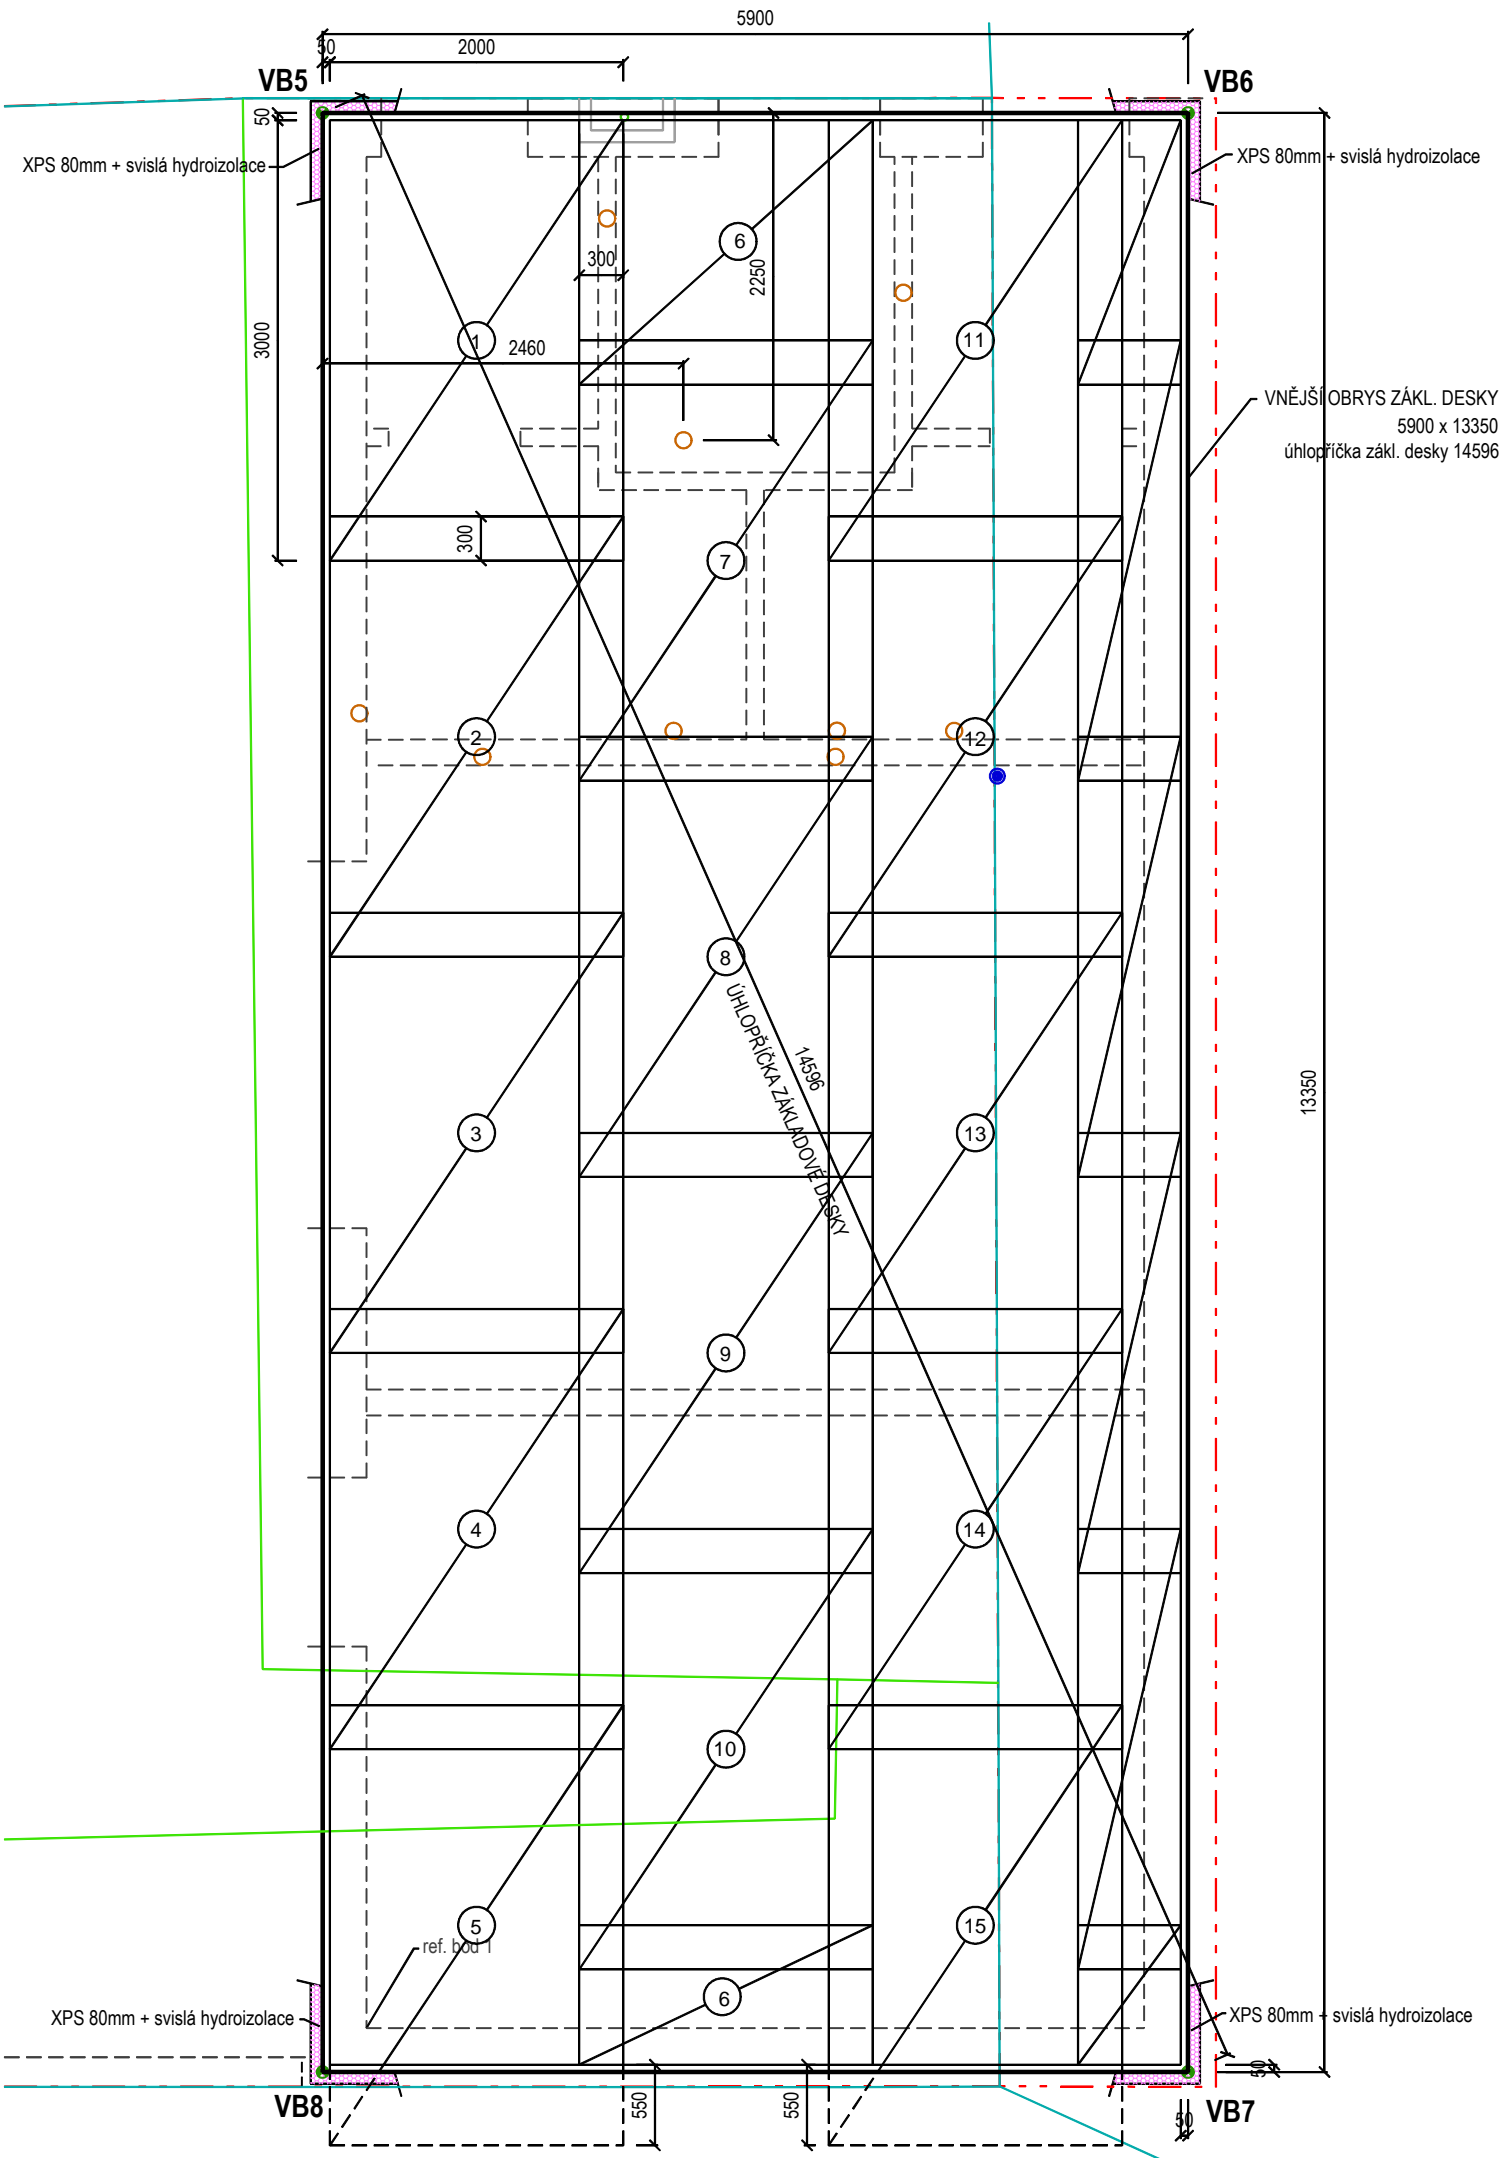 5900
50
2000
VB5
VB6
50
XPS 80mm + svislá hydroizolace
XPS 80mm + svislá hydroizolace
6
300
2250
3000
1
2460
11
VNĚJŠÍ OBRYS ZÁKL. DESKY
5900 x 13350
úhlopříčka zákl. desky 14596
300
7
2
12
8
ÚHLOPŘÍČKA ZÁKLADOVÉ DESKY
14596
13350
3
13
9
4
14
10
5
15
ref. bod 1
6
XPS 80mm + svislá hydroizolace
XPS 80mm + svislá hydroizolace
50
VB8
550
550
50
VB7